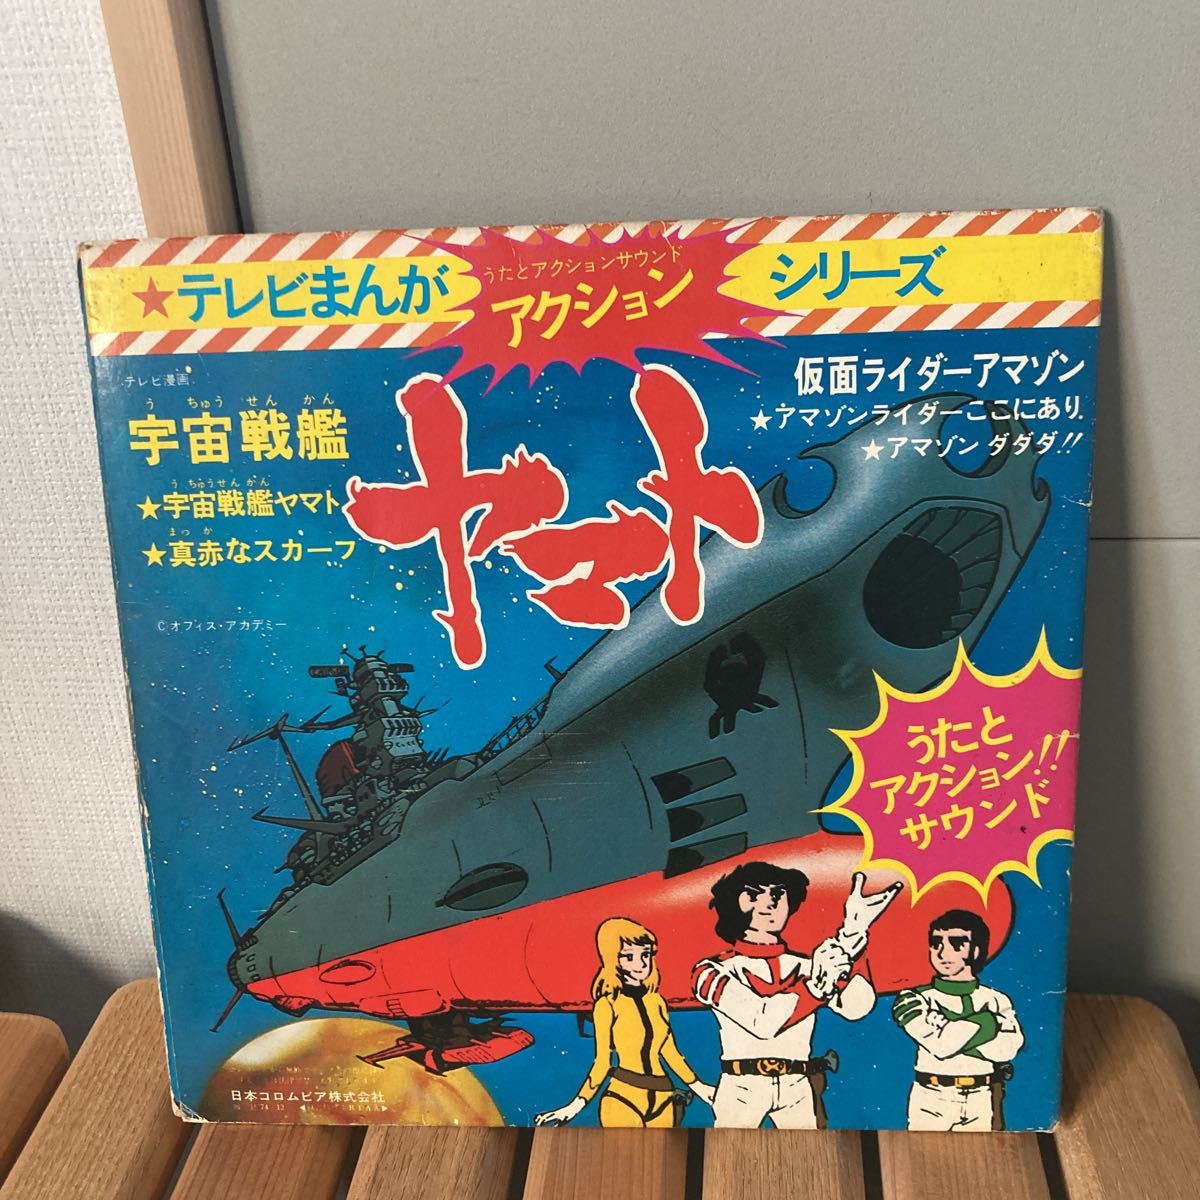 ★テレビまんが
うたとアクションサウンド
アクション
シリーズ
テレビ漫画
うちゅうせんかん
宇宙戦艦
ヤマト
うちゅうせんかん
★宇宙戦艦ヤマト
まっか
★真赤なスカーフ
©オフィス・アカデミー
仮面ライダーアマゾン
★アマゾンライダーここにあり
★アマゾン ダダダ!!
うたと
アクション!!
サウンド
日本コロムビア株式会社